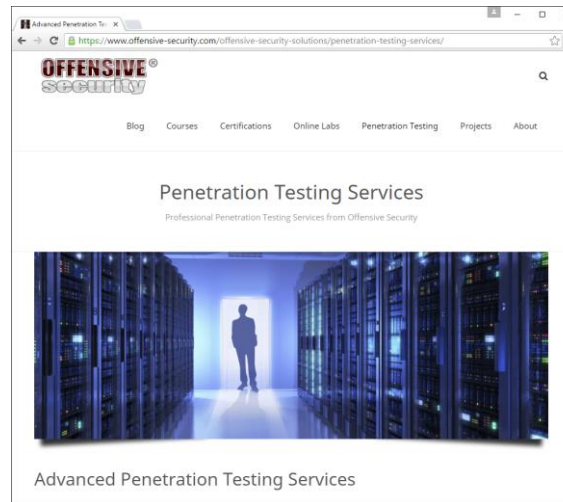 Advanced Penetration Te
https://www.offensive-security.com/offensive-security-solutions/penetration-testing-services/
OFFENSIVE®
security
Blog Courses Certifications Online Labs Penetration Testing Projects About
Penetration Testing Services
Professional Penetration Testing Services from Offensive Security
Advanced Penetration Testing Services